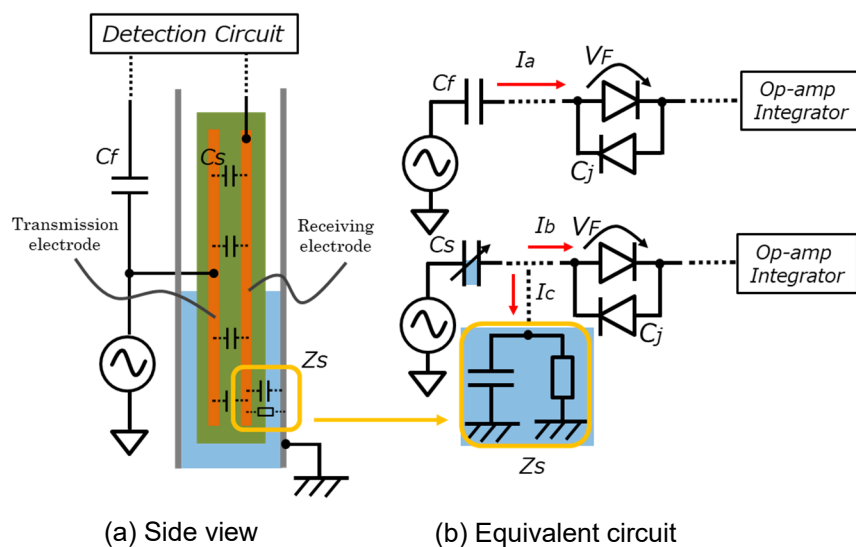 Detection Circuit
Cf
Cs
Transmission
electrode
Receiving
electrode
Zs
(a) Side view
Ia
VF
Cf
Cj
Op-amp
Integrator
Ib
VF
Cs
Cj
Op-amp
Integrator
Ic
Zs
(b) Equivalent circuit